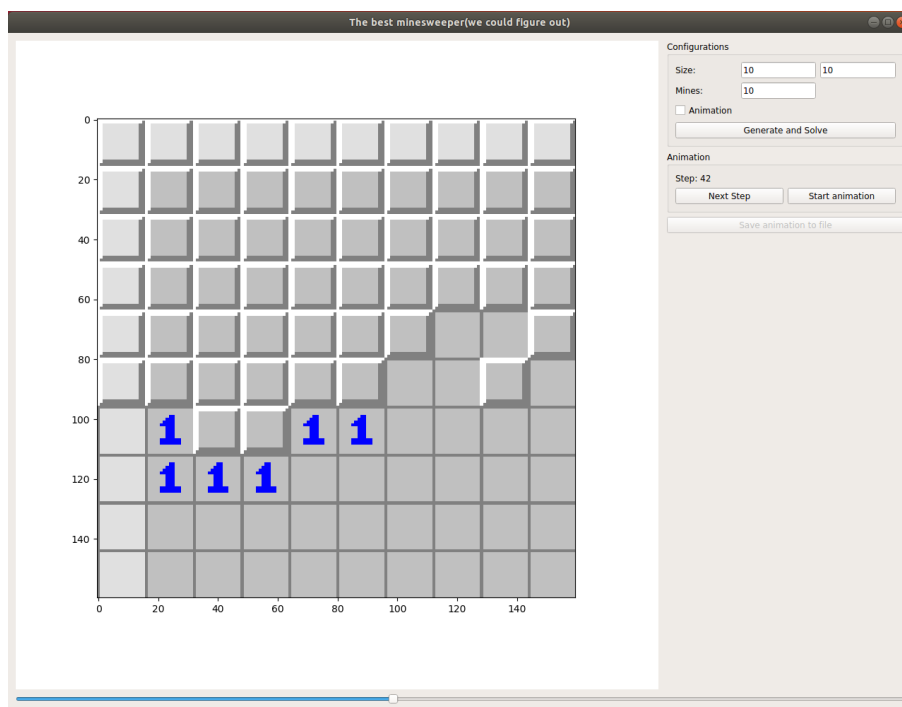 The best minesweeper(we could figure out)
Configurations
Size: 10 10
Mines: 10
Animation
Generate and Solve
Animation
Step: 42
Next Step Start animation
Save animation to file
0
20
40
60
80
100
1 1 1
120
1 1 1
140
0 20 40 60 80 100 120 140